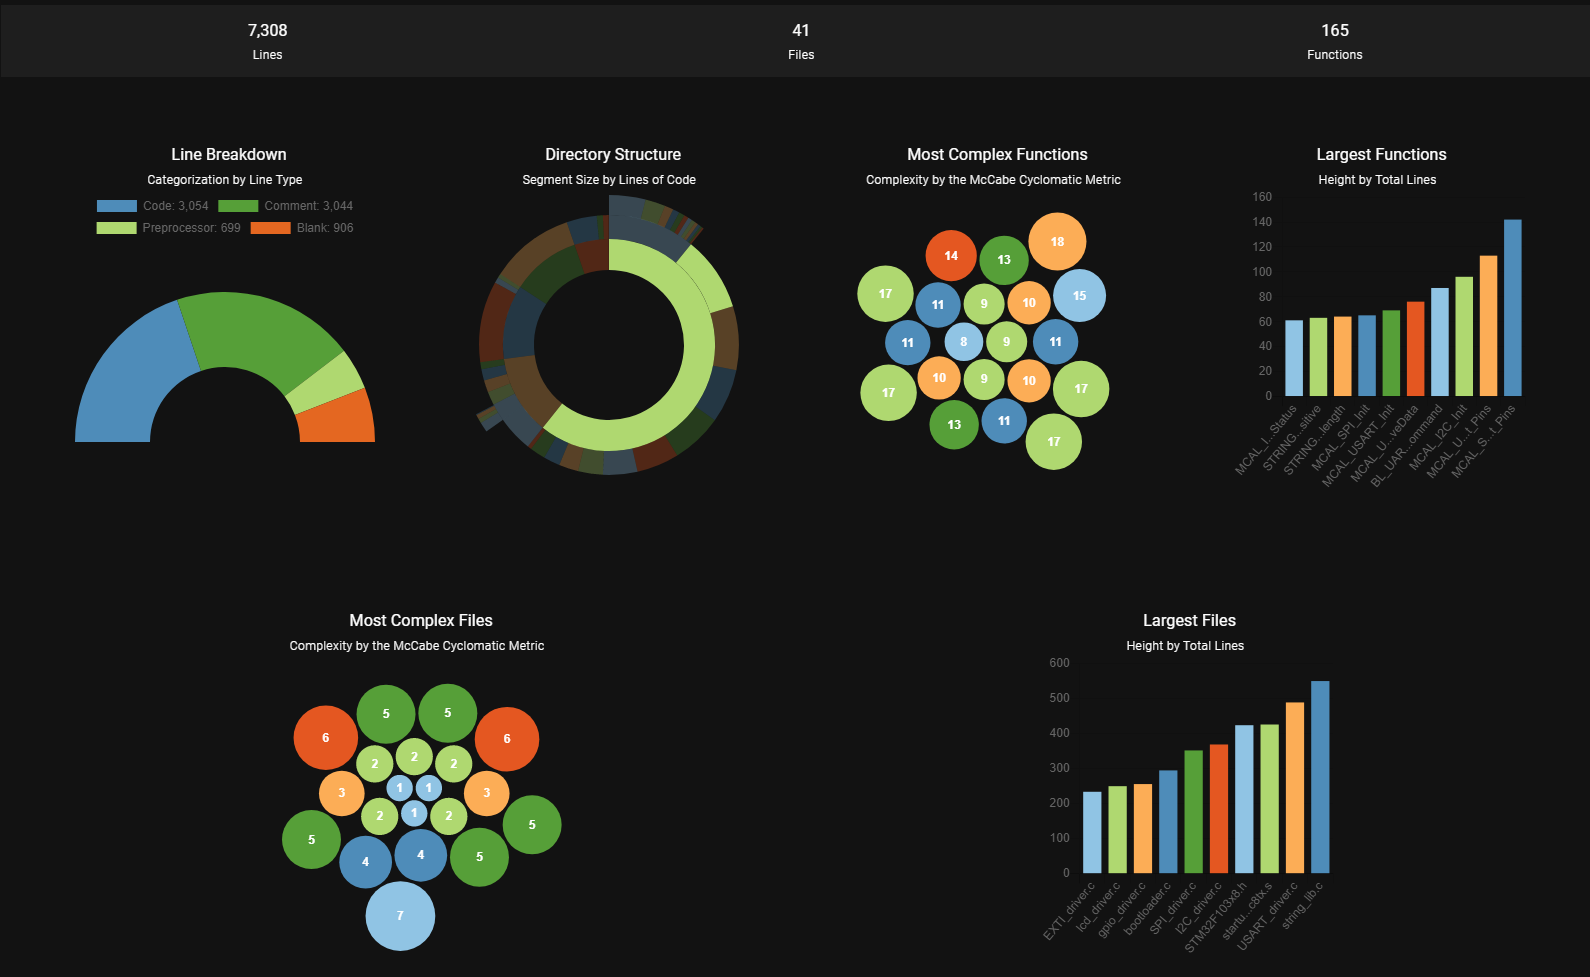 7,308
Lines
41
Files
165
Functions
Line Breakdown
Categorization by Line Type
Code: 3,054
Comment: 3,044
Preprocessor: 699
Blank: 906
Directory Structure
Segment Size by Lines of Code
Most Complex Functions
Complexity by the McCabe Cyclomatic Metric
18
14
13
17
15
11
9
10
11
8
9
11
10
9
10
17
17
13
11
17
Largest Functions
Height by Total Lines
160
140
120
100
80
60
40
20
0
MCAL_I...Status
STRING...sitive
STRING...length
MCAL_SPI_Init
MCAL_USART_Init
MCAL_U...veData
BL_UAR...ommand
MCAL_I2C_Init
MCAL_U...t_Pins
MCAL_S...t_Pins
Most Complex Files
Complexity by the McCabe Cyclomatic Metric
5
5
6
6
2
2
2
1
1
3
3
2
1
2
5
5
4
4
5
7
Largest Files
Height by Total Lines
600
500
400
300
200
100
0
EXTI_driver.c
lcd_driver.c
gpio_driver.c
bootloader.c
SPI_driver.c
I2C_driver.c
STM32F103x8.h
startu...c8tx.s
USART_driver.c
string_lib.c